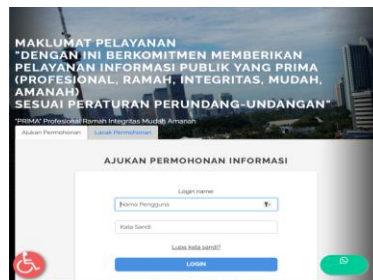 MAKLUMAT PELAYANAN
"DENGAN INI BERKOMITMEN MEMBERIKAN
PELAYANAN INFORMASI PUBLIK YANG PRIMA
(PROFESIONAL, RAMAH, INTEGRITAS, MUDAH,
AMANAH)
SESUAI PERATURAN PERUNDANG-UNDANGAN"
"PRIMA" Profesional Ramah Integritas Mudah Amanah
Ajukan Permohonan Lacak Permohonan
AJUKAN PERMOHONAN INFORMASI
Login name
Nama Pengguna
Kata Sandi
Lupa kata sandi?
LOGIN